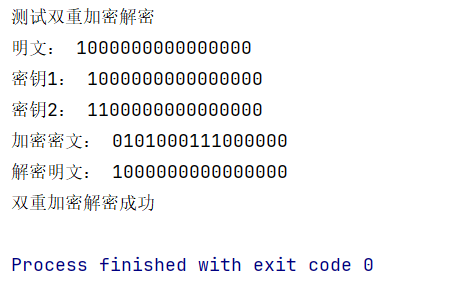 测试双重加密解密
明文： 1000000000000000
密钥1： 1000000000000000
密钥2： 1100000000000000
加密密文： 0101000111000000
解密明文： 1000000000000000
双重加密解密成功
Process finished with exit code 0